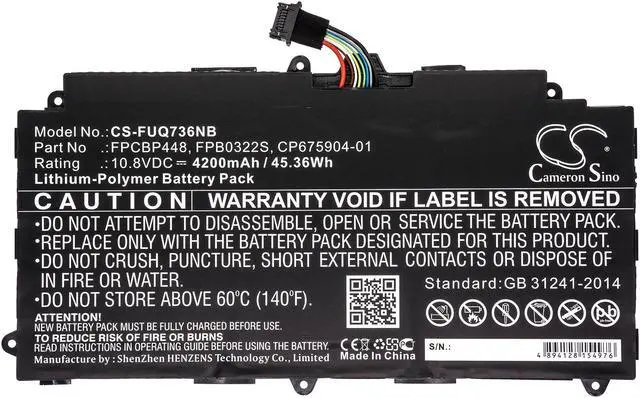 Model No.: CS-FUQ736NB
Part No : FPCBP448, FPB0322S, CP675904-01
Rating : 10.8VDC⎓ 4200mAh / 45.36Wh
Lithium-Polymer Battery Pack
CS
Cameron Sino
CAUTION WARRANTY VOID IF LABEL IS REMOVED
•DO NOT ATTEMPT TO DISASSEMBLE, OPEN OR SERVICE THE BATTERY PACK.
•REPLACE ONLY WITH THE BATTERY PACK DESIGNATED FOR THIS PRODUCT.
•DO NOT CRUSH, PUNCTURE, SHORT EXTERNAL CONTACTS OR DISPOSE OF
IN FIRE OR WATER.
•DO NOT STORE ABOVE 60°C (140°F).
ATTENTION:
NEW BATTERY PACK MUST BE FULLY CHARGED BEFORE USE.
TO REDUCE RISK OF FIRE OR BURNS
READ INSTRUCTIONS IN OPERATING BATTERY BEFORE INSTALLATION.
Manufacture by : ShenZhen HENZENS Technology Co., Limited
Made in China
Standard:GB 31241-2014
S/N.:
4 894128 154976